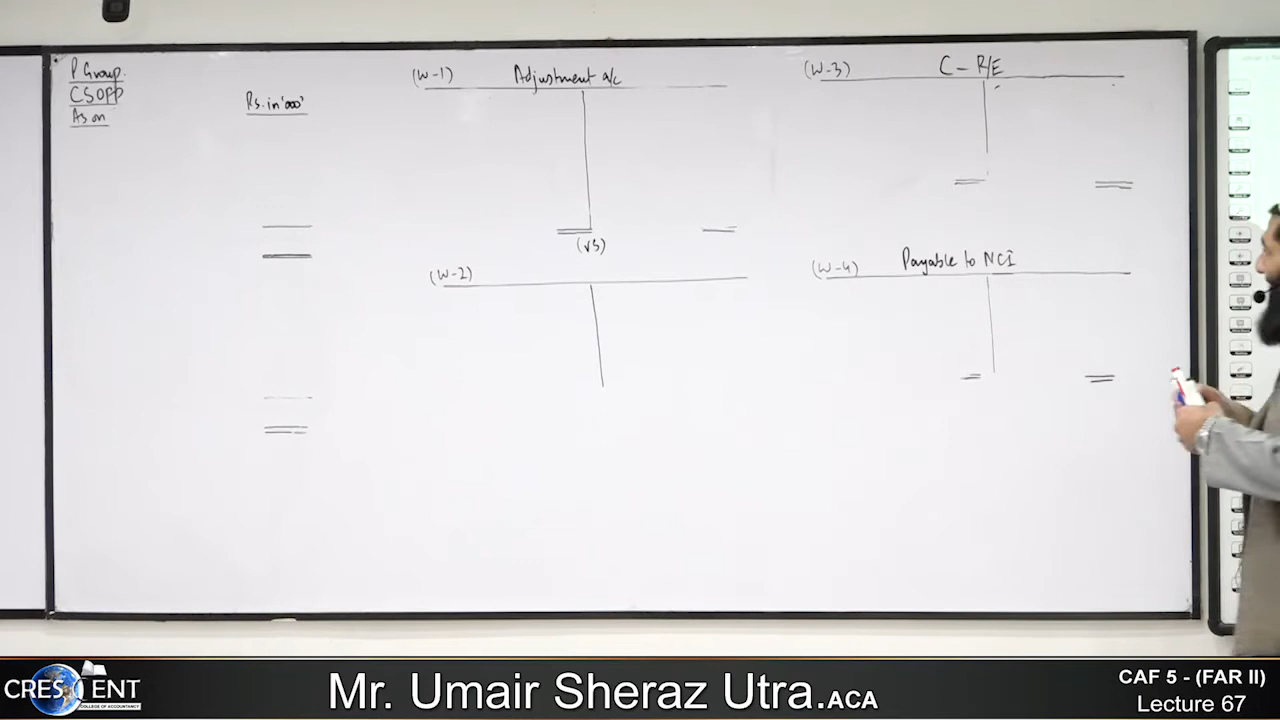 P Group.
CSOFP
As on
Rs. in '000'
(W-1) Adjustment a/c
(W-2)
(W-3) C - R/E
(W-4) Payable to NCI
CRESCENT
COLLEGE OF ACCOUNTANCY
Mr. Umair Sheraz Utra.ACA
CAF 5 - (FAR II)
Lecture 67